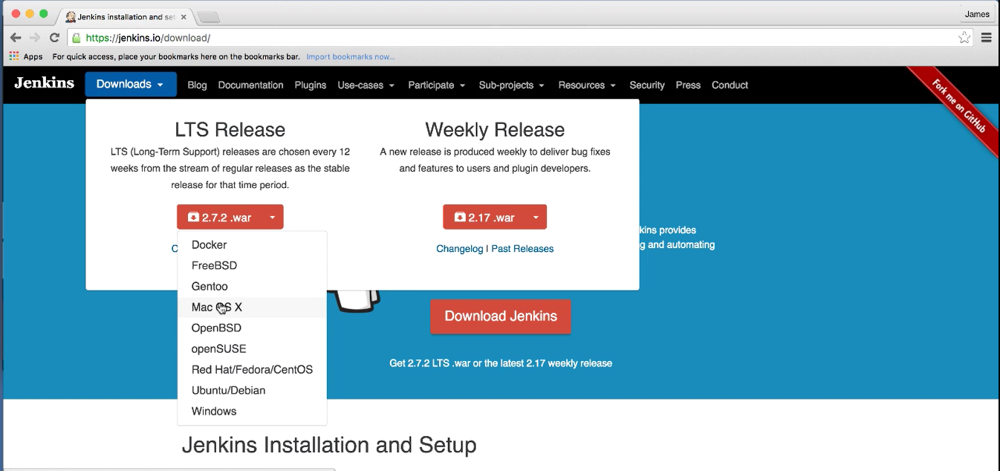 Jenkins installation and set
James
https://jenkins.io/download/
Apps For quick access, place your bookmarks here on the bookmarks bar. Import bookmarks now...
Jenkins Downloads Blog Documentation Plugins Use-cases Participate Sub-projects Resources Security Press Conduct
Fork me on GitHub
LTS Release
LTS (Long-Term Support) releases are chosen every 12
weeks from the stream of regular releases as the stable
release for that time period.
2.7.2 .war
C
Docker
FreeBSD
Gentoo
Mac OS X
OpenBSD
openSUSE
Red Hat/Fedora/CentOS
Ubuntu/Debian
Windows
Weekly Release
A new release is produced weekly to deliver bug fixes
and features to users and plugin developers.
2.17 .war
Changelog | Past Releases
kins provides
g and automating
Download Jenkins
Get 2.7.2 LTS .war or the latest 2.17 weekly release
Jenkins Installation and Setup